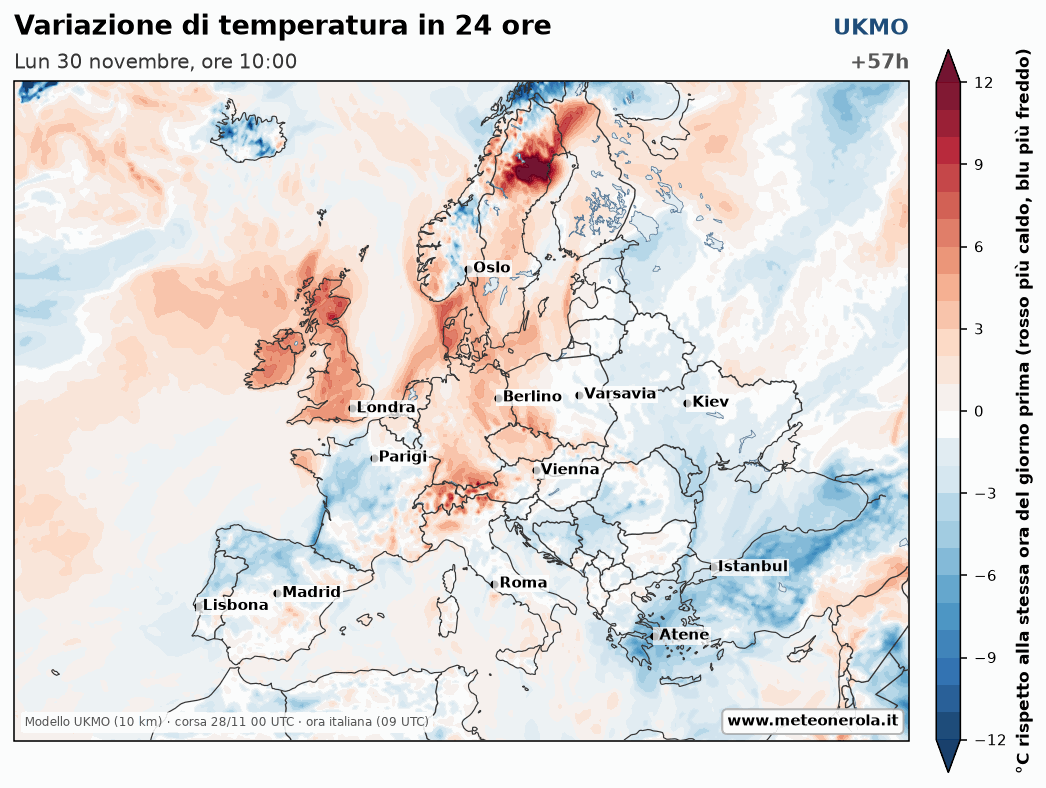 Variazione di temperatura in 24 ore
UKMO
Lun 30 novembre, ore 10:00
+57h
Oslo
Londra
Berlino
Varsavia
Kiev
Parigi
Vienna
Istanbul
Roma
Madrid
Lisbona
Atene
Modello UKMO (10 km) · corsa 28/11 00 UTC · ora italiana (09 UTC)
www.meteonerola.it
12
9
6
3
0
−3
−6
−9
−12
°C rispetto alla stessa ora del giorno prima (rosso più caldo, blu più freddo)